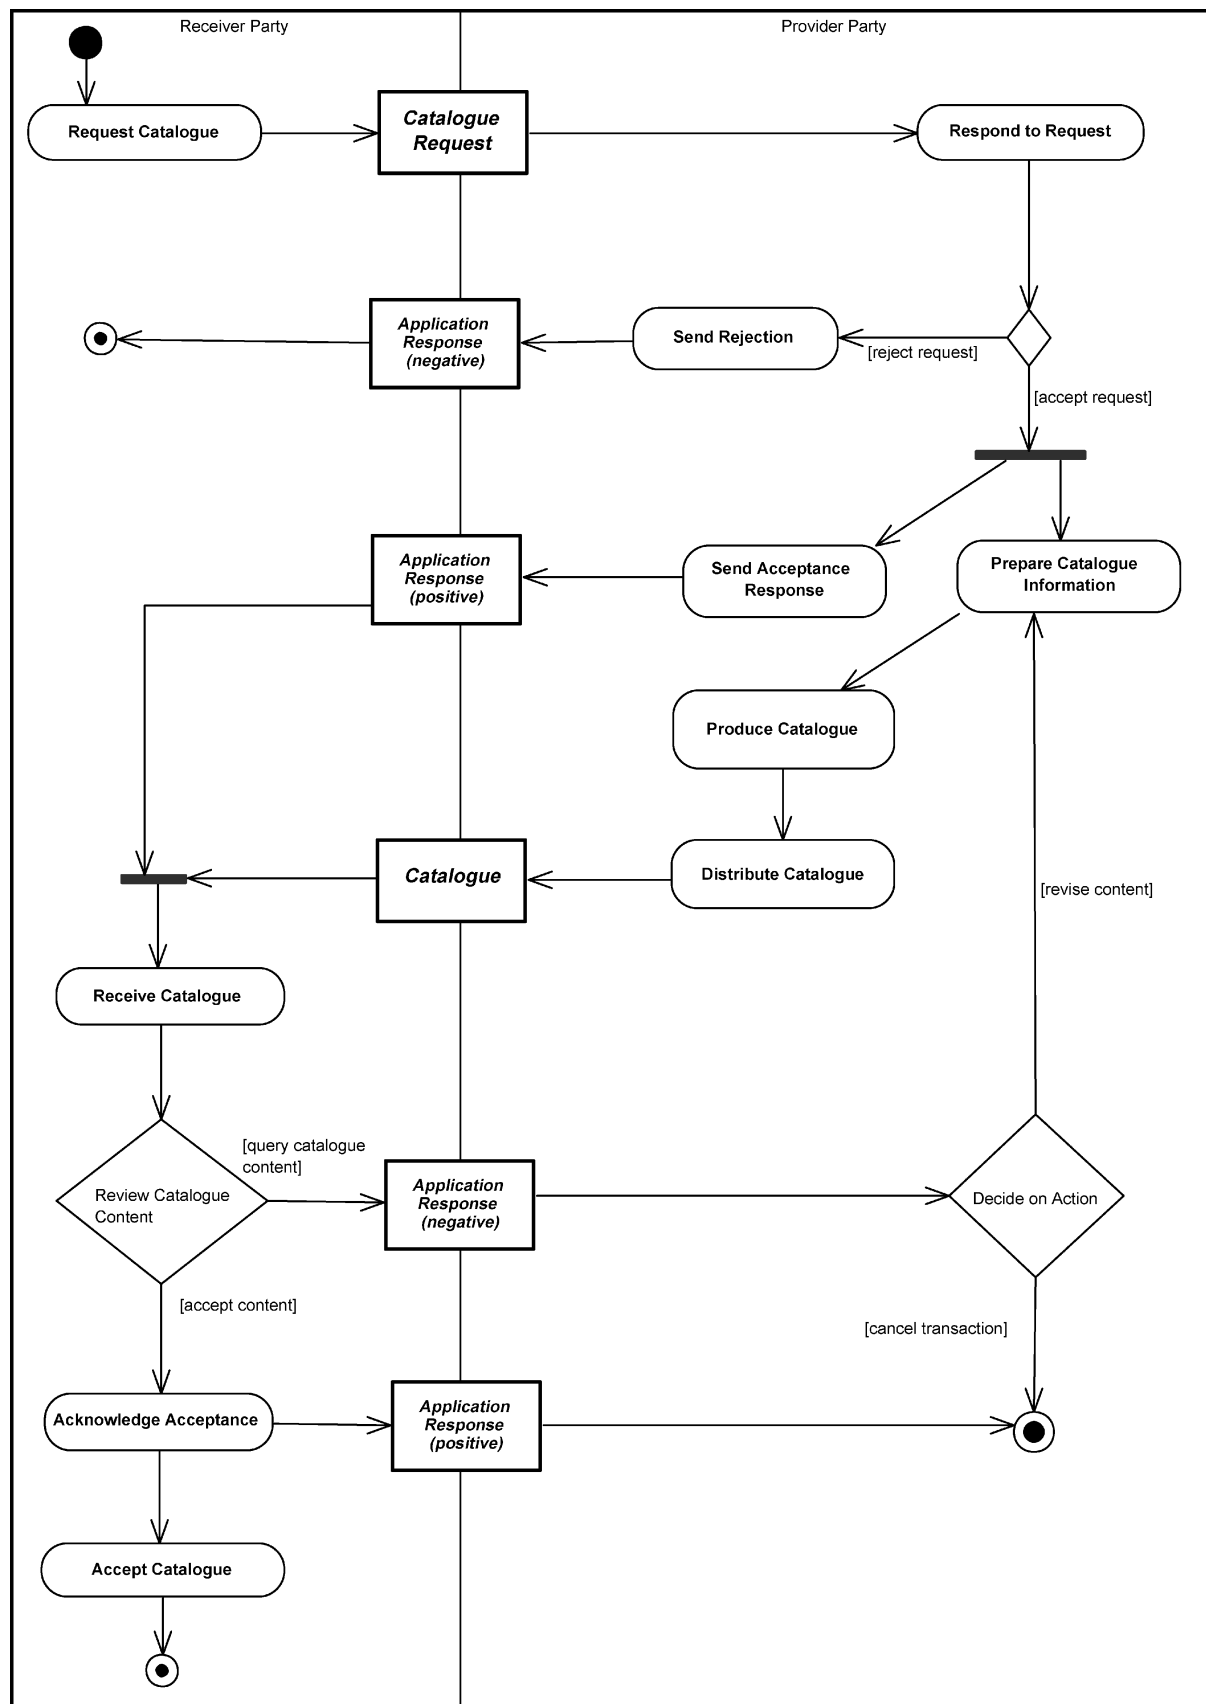 Receiver Party
Provider Party
Request Catalogue
Catalogue
Request
Respond to Request
Application
Response
(negative)
Send Rejection
[reject request]
[accept request]
Application
Response
(positive)
Send Acceptance
Response
Prepare Catalogue
Information
Produce Catalogue
Catalogue
Distribute Catalogue
[revise content]
Receive Catalogue
[query catalogue
content]
Review Catalogue
Content
Application
Response
(negative)
Decide on Action
[accept content]
[cancel transaction]
Acknowledge Acceptance
Application
Response
(positive)
Accept Catalogue